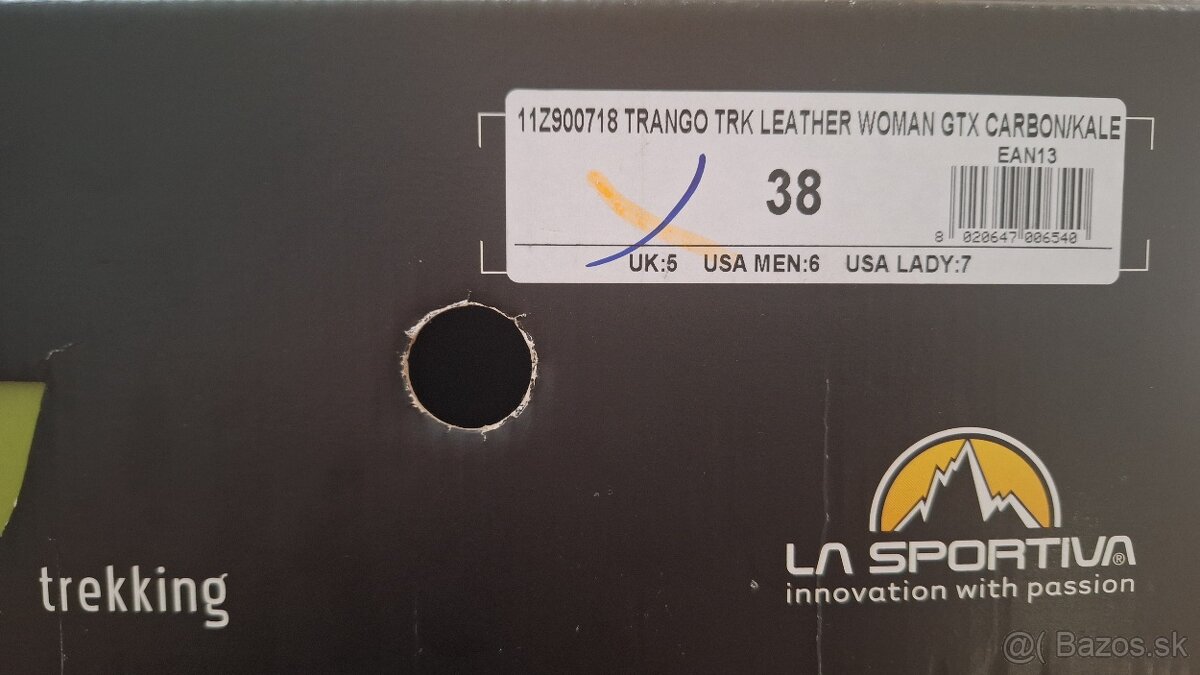 11Z900718 TRANGO TRK LEATHER WOMAN GTX CARBON/KALE
EAN13
38
8 020647 006540
UK:5 USA MEN:6 USA LADY:7
LA SPORTIVA®
innovation with passion
trekking
@( Bazos.sk